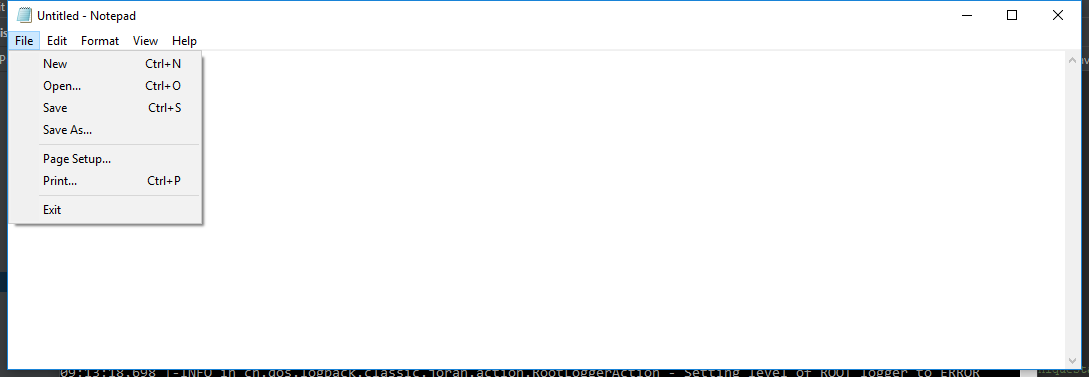 Untitled - Notepad
File Edit Format View Help
New Ctrl+N
Open... Ctrl+O
Save Ctrl+S
Save As...
Page Setup...
Print... Ctrl+P
Exit
09:13:18.698 |-INFO in ch.qos.logback.classic.joran.action.RootLoggerAction - Setting level of ROOT logger to ERROR